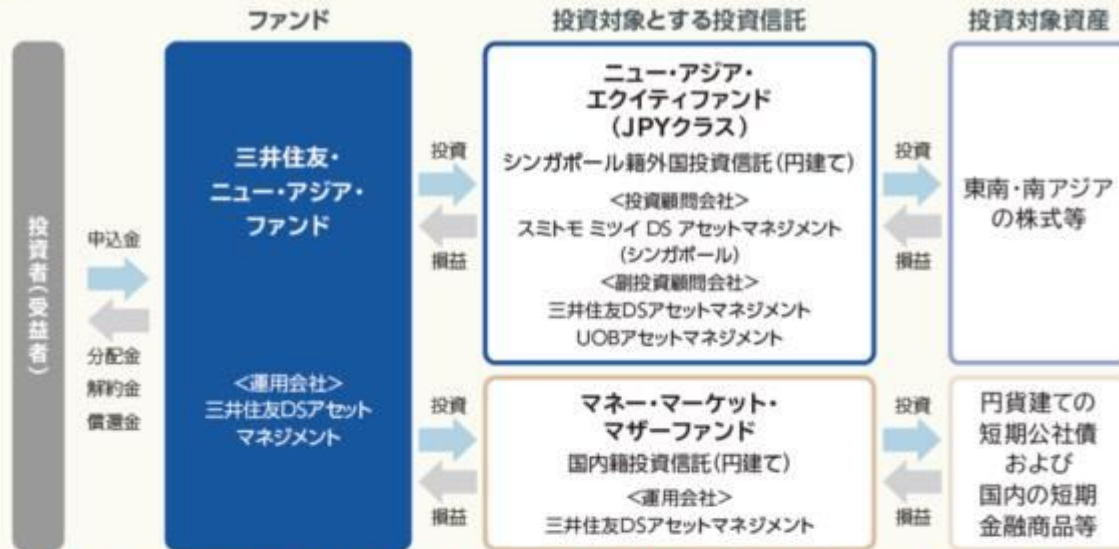 ファンド
投資対象とする投資信託
投資対象資産
投資者(受益者)
申込金
分配金
解約金
償還金
三井住友・
ニュー・アジア・
ファンド
<運用会社>
三井住友DSアセット
マネジメント
投資
損益
ニュー・アジア・
エクイティファンド
(JPYクラス)
シンガポール籍外国投資信託(円建て)
<投資顧問会社>
スミトモ ミツイ DS アセットマネジメント
(シンガポール)
<副投資顧問会社>
三井住友DSアセットマネジメント
UOBアセットマネジメント
投資
損益
東南・南アジア
の株式等
投資
損益
マネー・マーケット・
マザーファンド
国内籍投資信託(円建て)
<運用会社>
三井住友DSアセットマネジメント
投資
損益
円貨建ての
短期公社債
および
国内の短期
金融商品等